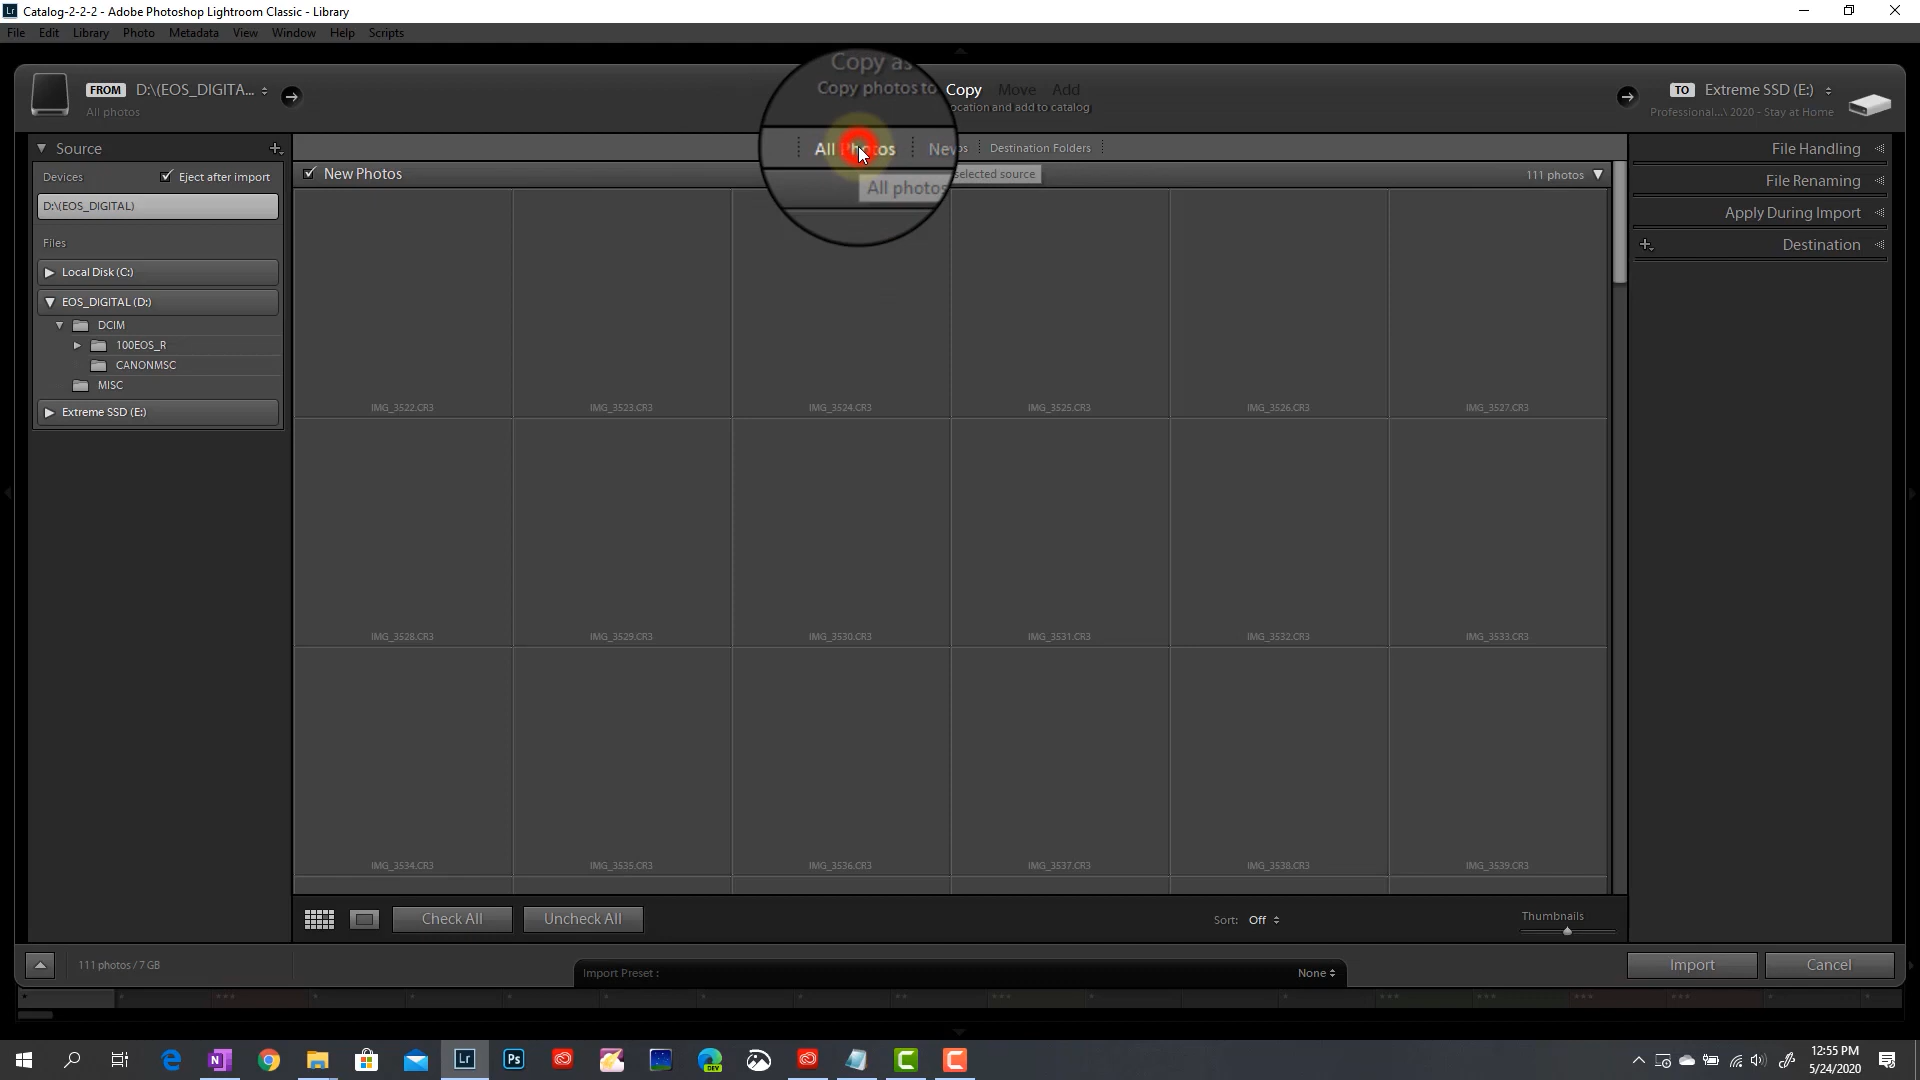 Lr Catalog-2-2-2 - Adobe Photoshop Lightroom Classic - Library
File Edit Library Photo Metadata View Window Help Scripts
FROM D:\(EOS_DIGITA...
All photos
Copy as
Copy photos to
Copy Move Add
location and add to catalog
TO Extreme SSD (E:)
Professional...\ 2020 - Stay at Home
Source
Devices
Eject after import
D:\(EOS_DIGITAL)
Files
Local Disk (C:)
EOS_DIGITAL (D:)
DCIM
100EOS_R
CANONMSC
MISC
Extreme SSD (E:)
All Photos
Destination Folders
New Photos
All photos
selected source
111 photos
IMG_3522.CR3 IMG_3523.CR3 IMG_3524.CR3 IMG_3525.CR3 IMG_3526.CR3 IMG_3527.CR3
IMG_3528.CR3 IMG_3529.CR3 IMG_3530.CR3 IMG_3531.CR3 IMG_3532.CR3 IMG_3533.CR3
IMG_3534.CR3 IMG_3535.CR3 IMG_3536.CR3 IMG_3537.CR3 IMG_3538.CR3 IMG_3539.CR3
File Handling
File Renaming
Apply During Import
Destination
Check All
Uncheck All
Sort: Off
Thumbnails
111 photos / 7 GB
Import Preset :
None
Import
Cancel
N
Lr
Ps
DEV
12:55 PM
5/24/2020